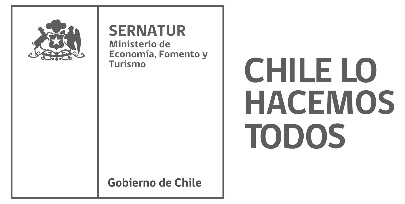 SERNATUR
Ministerio de
Economía, Fomento y
Turismo
Gobierno de Chile
CHILE LO
HACEMOS
TODOS